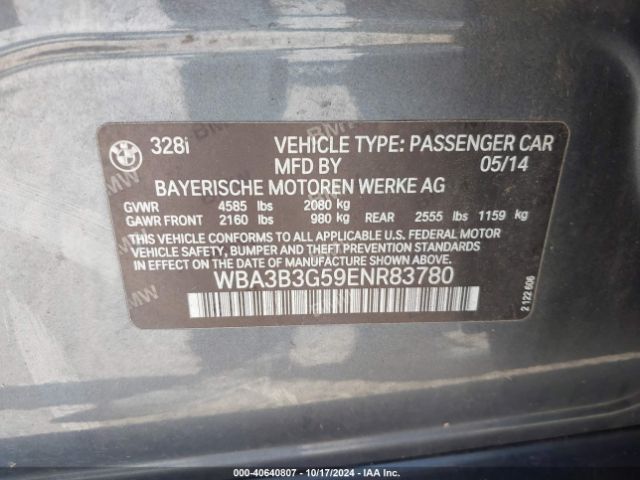 328i VEHICLE TYPE: PASSENGER CAR
MFD BY 05/14
BAYERISCHE MOTOREN WERKE AG
GVWR 4585 lbs 2080 kg
GAWR FRONT 2160 lbs 980 kg REAR 2555 lbs 1159 kg
THIS VEHICLE CONFORMS TO ALL APPLICABLE U.S. FEDERAL MOTOR
VEHICLE SAFETY, BUMPER AND THEFT PREVENTION STANDARDS
IN EFFECT ON THE DATE OF MANUFACTURE SHOWN ABOVE.
WBA3B3G59ENR83780
2 122 606
000-40640807 - 10/17/2024 - IAA Inc.